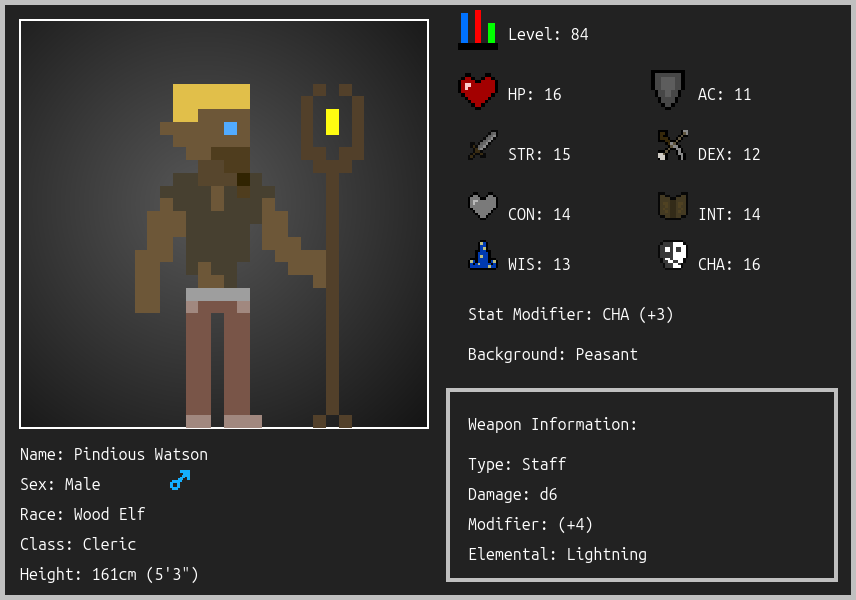 Level: 84
HP: 16
AC: 11
STR: 15
DEX: 12
CON: 14
INT: 14
WIS: 13
CHA: 16
Stat Modifier: CHA (+3)
Background: Peasant
Weapon Information:
Type: Staff
Damage: d6
Modifier: (+4)
Elemental: Lightning
Name: Pindious Watson
Sex: Male
Race: Wood Elf
Class: Cleric
Height: 161cm (5'3")